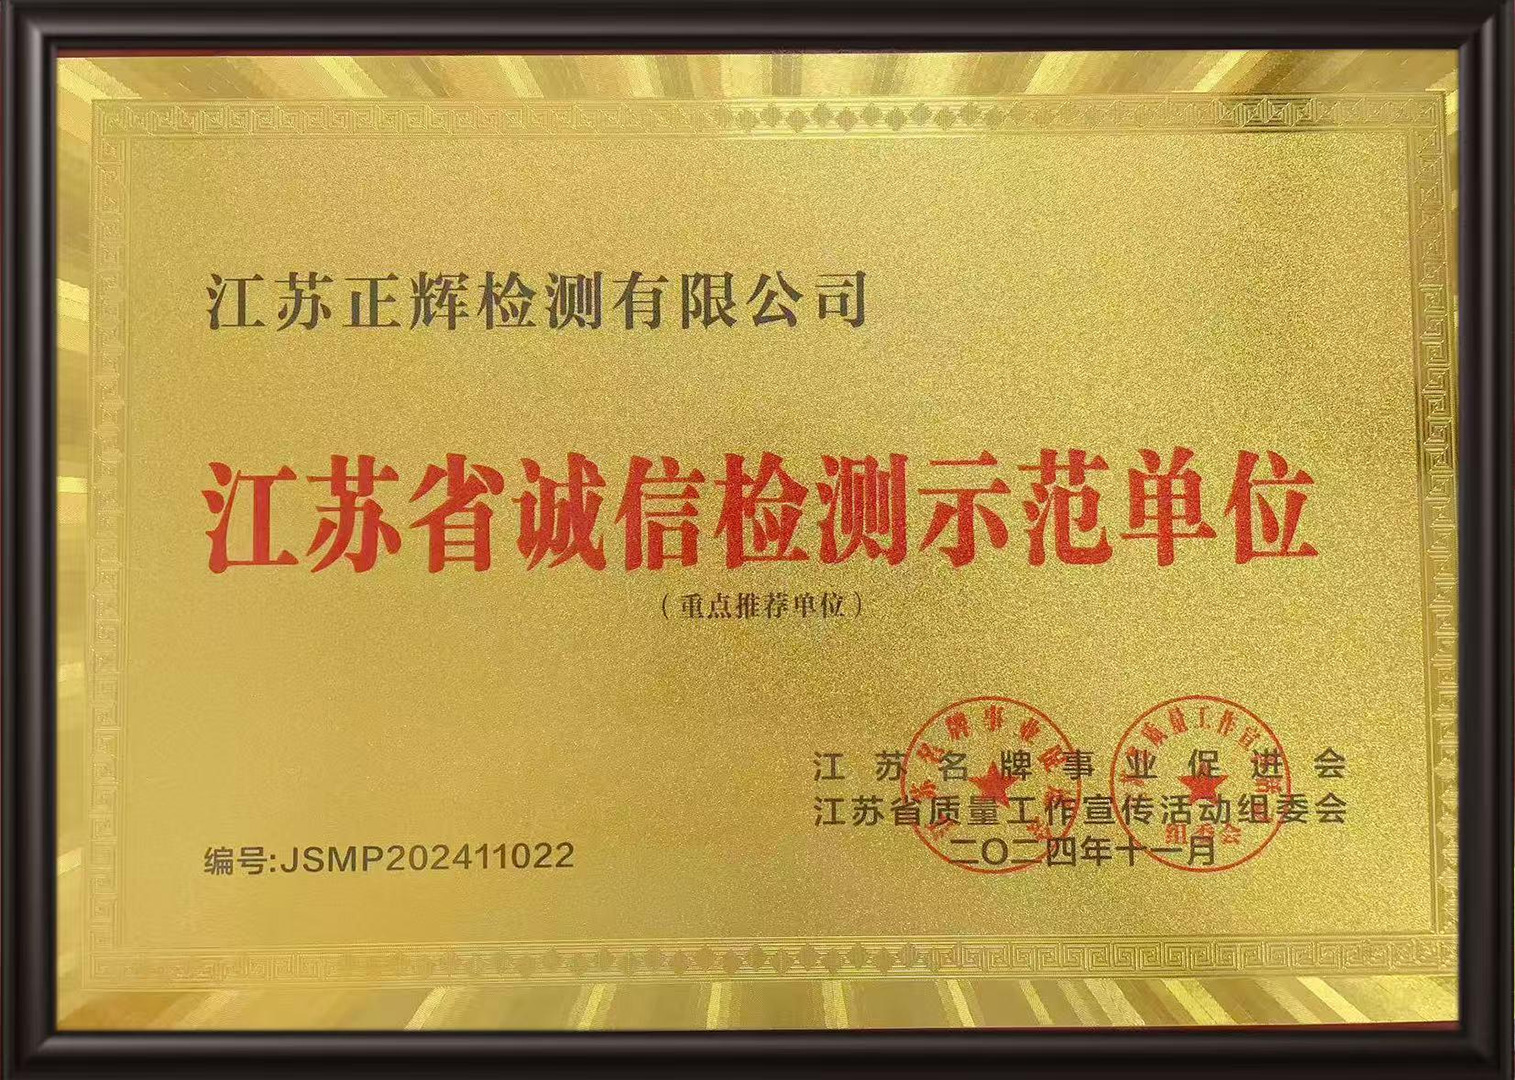 江苏正辉检测有限公司
江苏省诚信检测示范单位
（重点推荐单位）
江苏名牌事业促进会
江苏省质量工作宣传活动组委会
二〇二四年十一月
编号:JSMP202411022